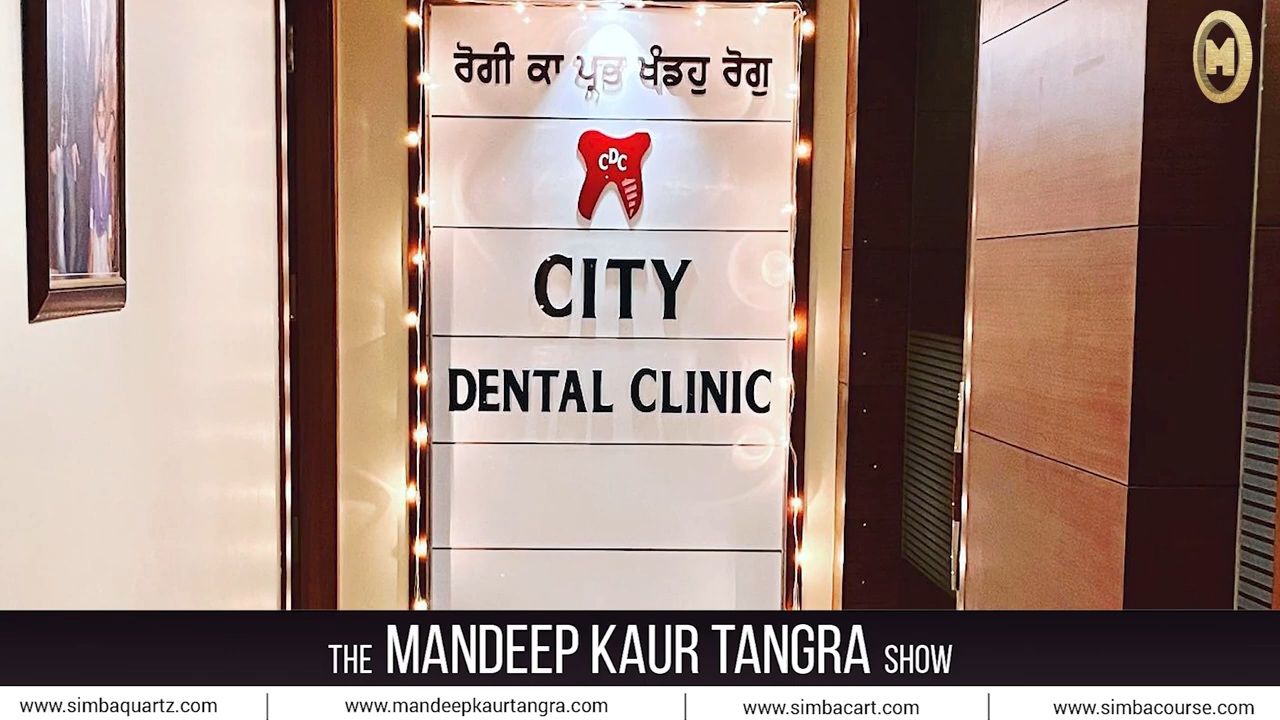 ਰੋਗੀ ਕਾ ਪ੍ਰਭ ਖੰਡਹੁ ਰੋਗੁ
CDC
CITY
DENTAL CLINIC
M
THE MANDEEP KAUR TANGRA SHOW
www.simbaquartz.com | www.mandeepkaurtangra.com | www.simbacart.com | www.simbacourse.com